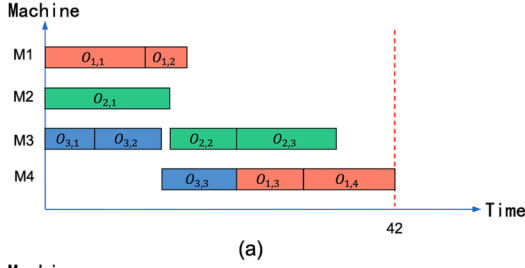 Machine
M1 O1,1 O1,2
M2 O2,1
M3 O3,1 O3,2 O2,2 O2,3
M4 O3,3 O1,3 O1,4
Time
42
(a)